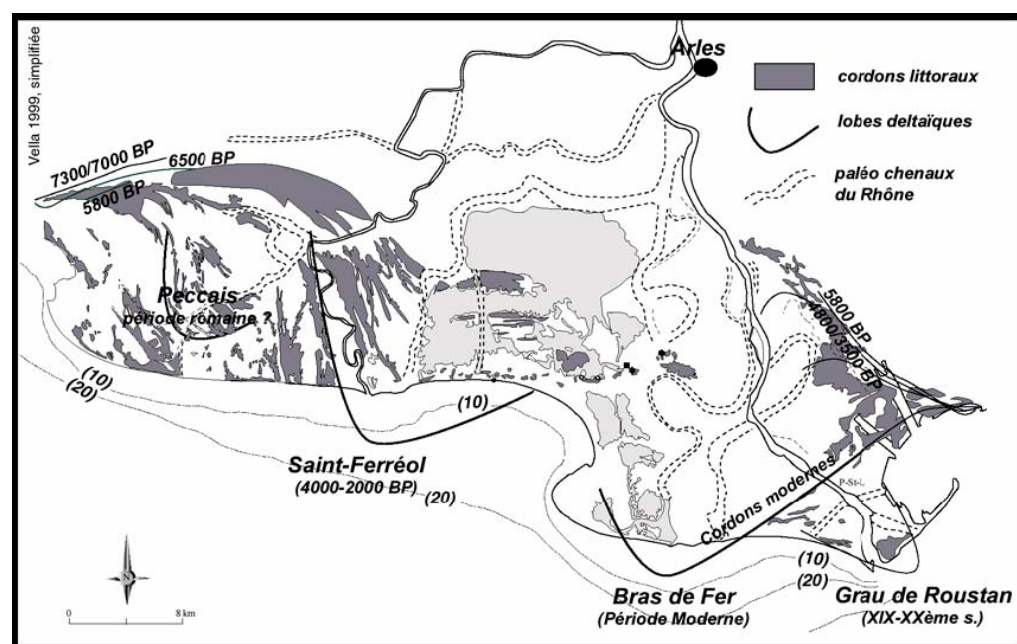 Vella 1999, simplifiée
Arles
cordons littoraux
lobes deltaïques
paléo chenaux
du Rhône
7300/7000 BP
6500 BP
5800 BP
Peccais
période romaine ?
5800 BP
4800/3500 BP
(10)
(20)
(10)
Saint-Ferréol
(4000-2000 BP)
(20)
Cordons modernes
P-St-L
(10)
(20)
Bras de Fer
(Période Moderne)
Grau de Roustan
(XIX-XXème s.)
N
0
8 km